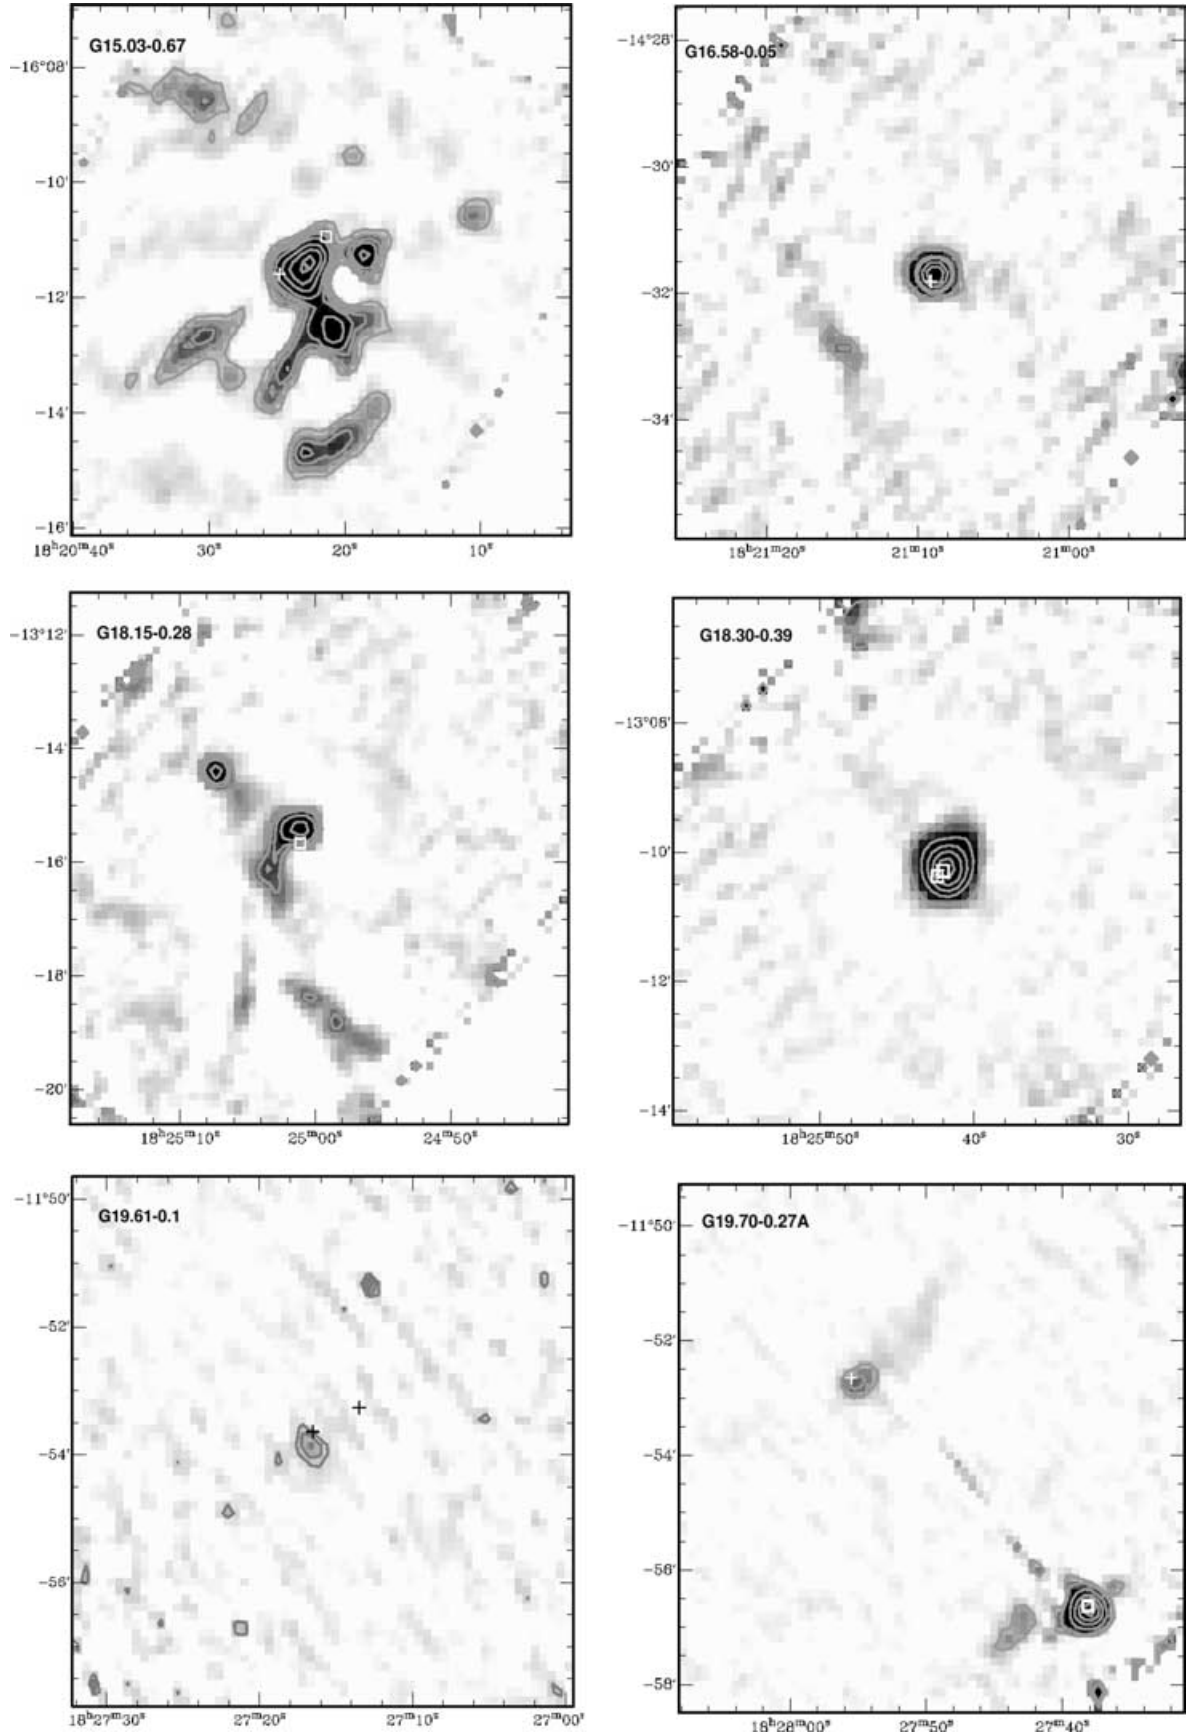 G15.03-0.67
−16°08′
−10′
−12′
−14′
−16′
18ʰ20ᵐ40ˢ 30ˢ 20ˢ 10ˢ
G16.58-0.05
−14°28′
−30′
−32′
−34′
18ʰ21ᵐ20ˢ 21ᵐ10ˢ 21ᵐ00ˢ
G18.15-0.28
−13°12′
−14′
−16′
−18′
−20′
18ʰ25ᵐ10ˢ 25ᵐ00ˢ 24ᵐ50ˢ
G18.30-0.39
−13°08′
−10′
−12′
−14′
18ʰ25ᵐ50ˢ 40ˢ 30ˢ
G19.61-0.1
−11°50′
−52′
−54′
−56′
18ʰ27ᵐ30ˢ 27ᵐ20ˢ 27ᵐ10ˢ 27ᵐ00ˢ
G19.70-0.27A
−11°50′
−52′
−54′
−56′
−58′
18ʰ28ᵐ00ˢ 27ᵐ50ˢ 27ᵐ40ˢ